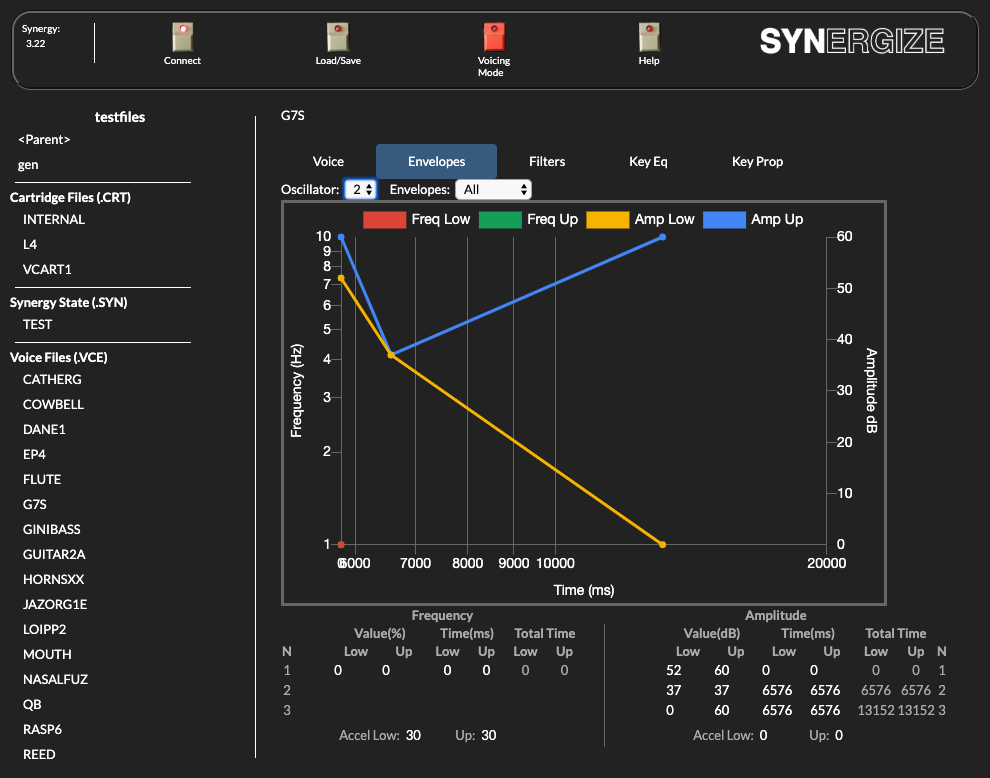 Synergy:
3.22
Connect
Load/Save
Voicing
Mode
Help
SYNERGIZE
testfiles
<Parent>
gen
Cartridge Files (.CRT)
INTERNAL
L4
VCART1
Synergy State (.SYN)
TEST
Voice Files (.VCE)
CATHERG
COWBELL
DANE1
EP4
FLUTE
G7S
GINIBASS
GUITAR2A
HORNSXX
JAZORG1E
LOIPP2
MOUTH
NASALFUZ
QB
RASP6
REED
G7S
Voice Envelopes Filters Key Eq Key Prop
Oscillator: 2 Envelopes: All
Freq Low Freq Up Amp Low Amp Up
10
9
8
7
6
5
4
3
2
1
Frequency (Hz)
60
50
40
30
20
10
0
Amplitude dB
0 6000 7000 8000 9000 10000 20000
Time (ms)
Frequency Amplitude
Value(%) Time(ms) Total Time Value(dB) Time(ms) Total Time
N Low Up Low Up Low Up Low Up Low Up Low Up N
1 0 0 0 0 0 0 52 60 0 0 0 0 1
2 37 37 6576 6576 6576 6576 2
3 0 60 6576 6576 13152 13152 3
Accel Low: 30 Up: 30 Accel Low: 0 Up: 0